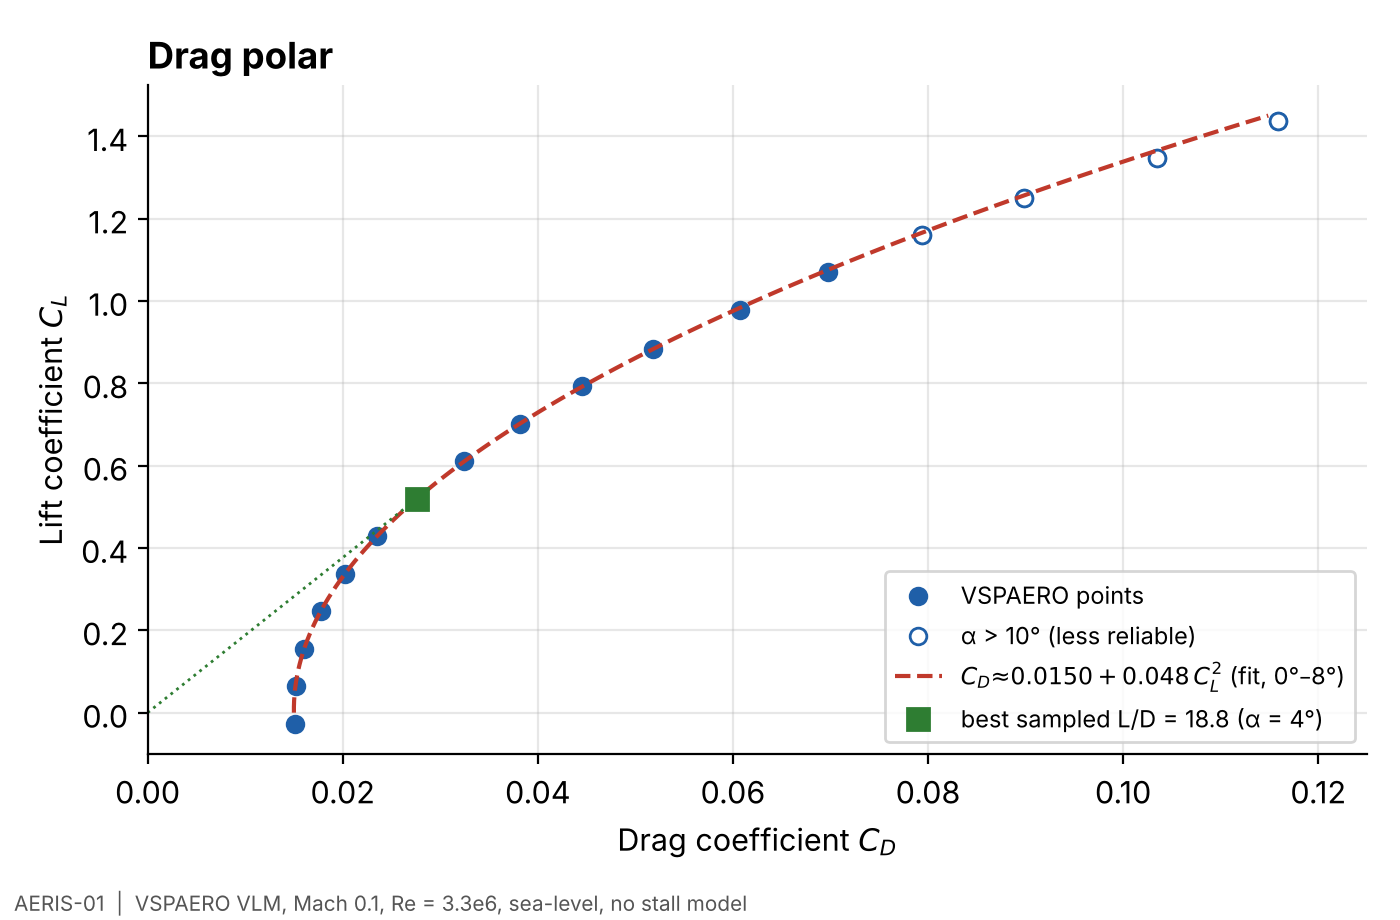 Drag polar
Lift coefficient C_L
1.4
1.2
1.0
0.8
0.6
0.4
0.2
0.0
0.00 0.02 0.04 0.06 0.08 0.10 0.12
Drag coefficient C_D
VSPAERO points
α > 10° (less reliable)
C_D≈0.0150 + 0.048 C_L^2 (fit, 0°–8°)
best sampled L/D = 18.8 (α = 4°)
AERIS-01 | VSPAERO VLM, Mach 0.1, Re = 3.3e6, sea-level, no stall model